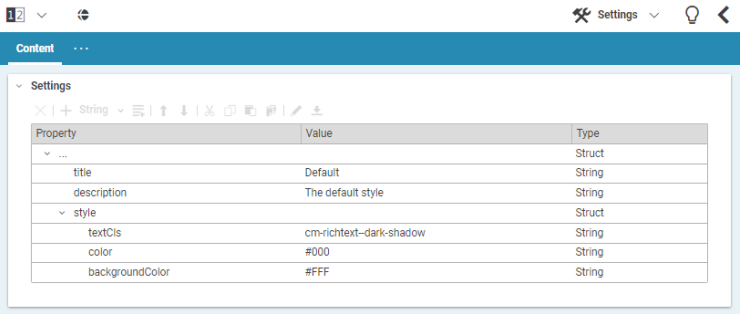 12
Settings
Content ...
Settings
String
Property Value Type
... Struct
title Default String
description The default style String
style Struct
textCls cm-richtext--dark-shadow String
color #000 String
backgroundColor #FFF String